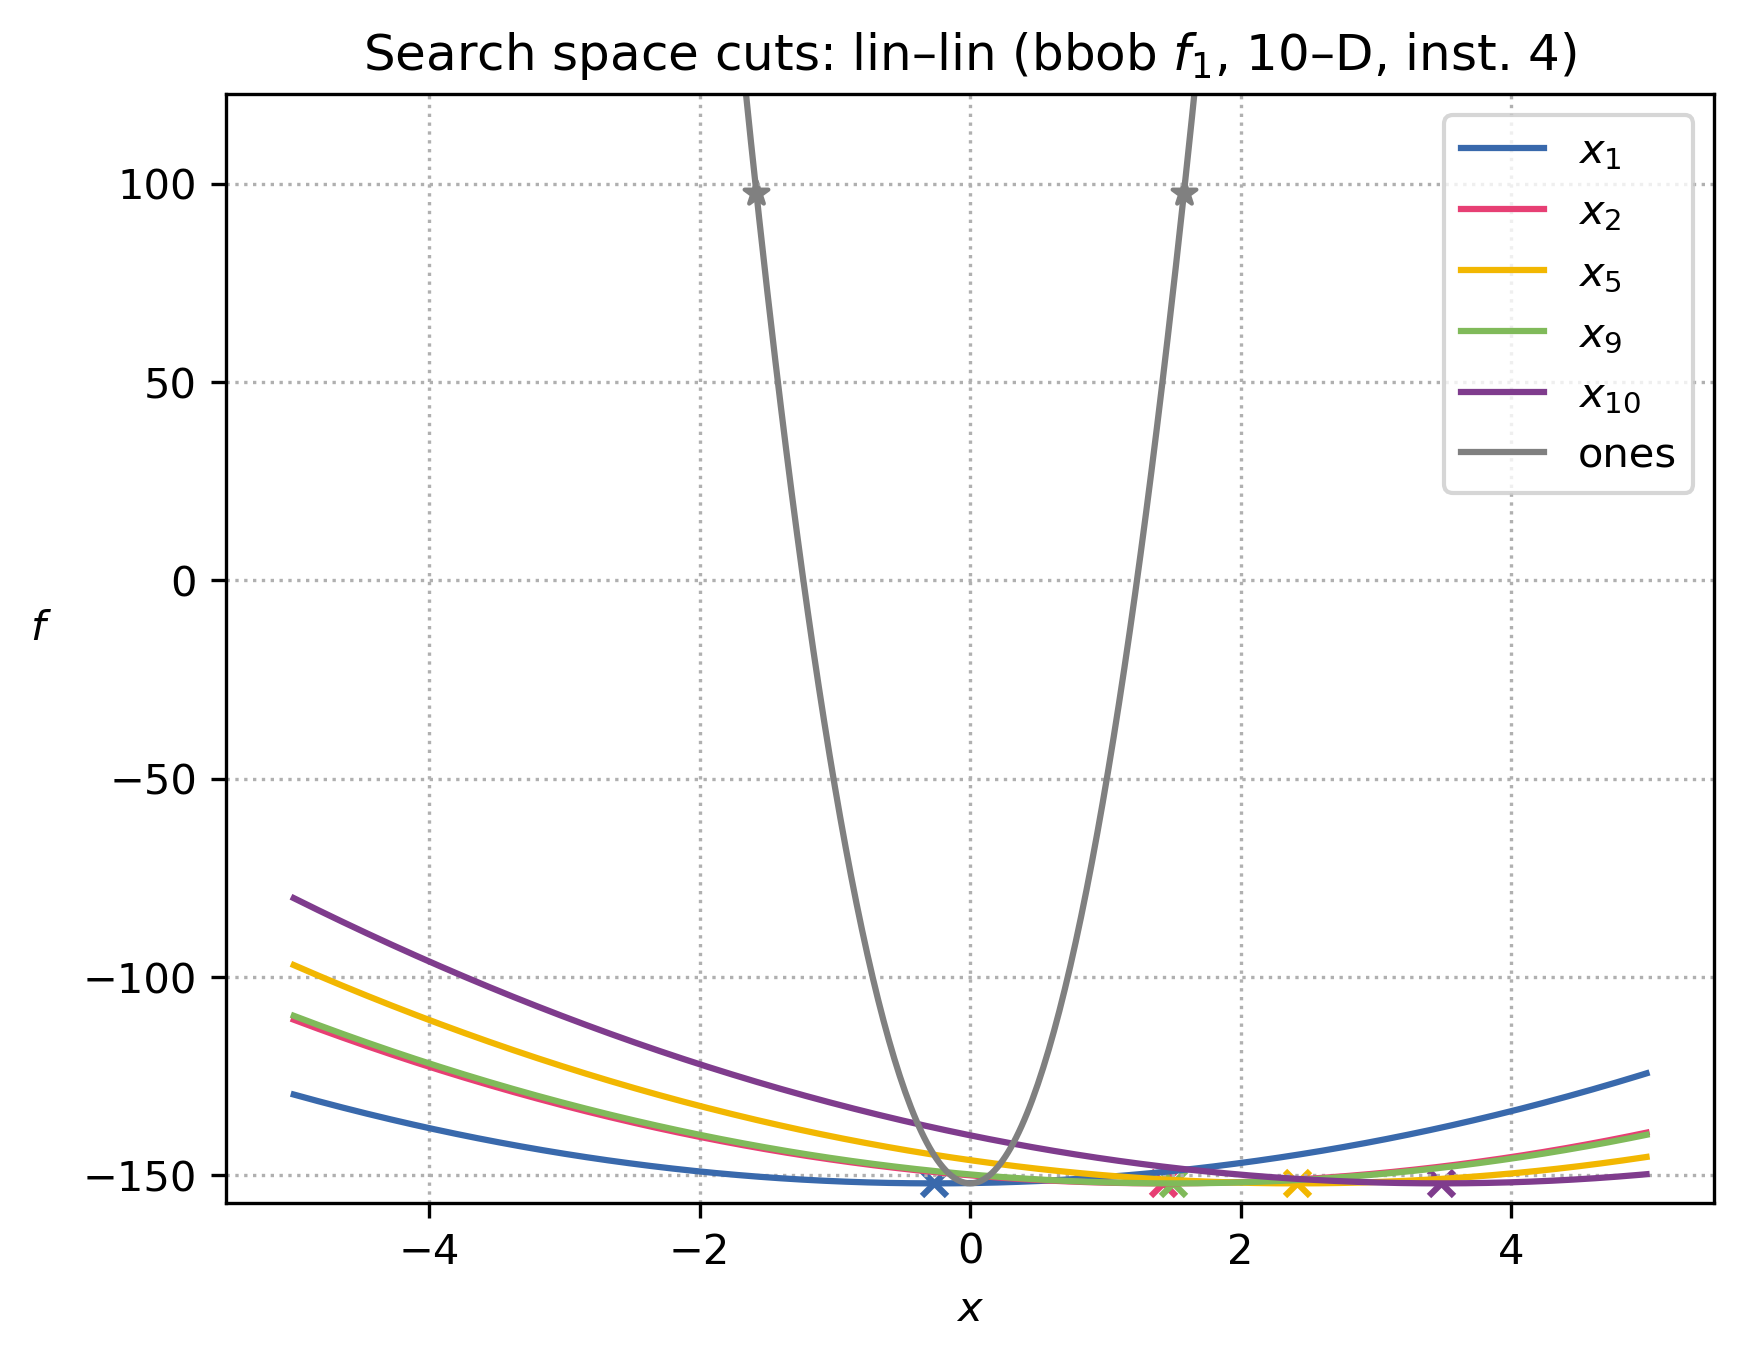 Search space cuts: lin–lin (bbob f₁, 10–D, inst. 4)
100
50
0
−50
−100
−150
f
−4
−2
0
2
4
x
x₁
x₂
x₅
x₉
x₁₀
ones